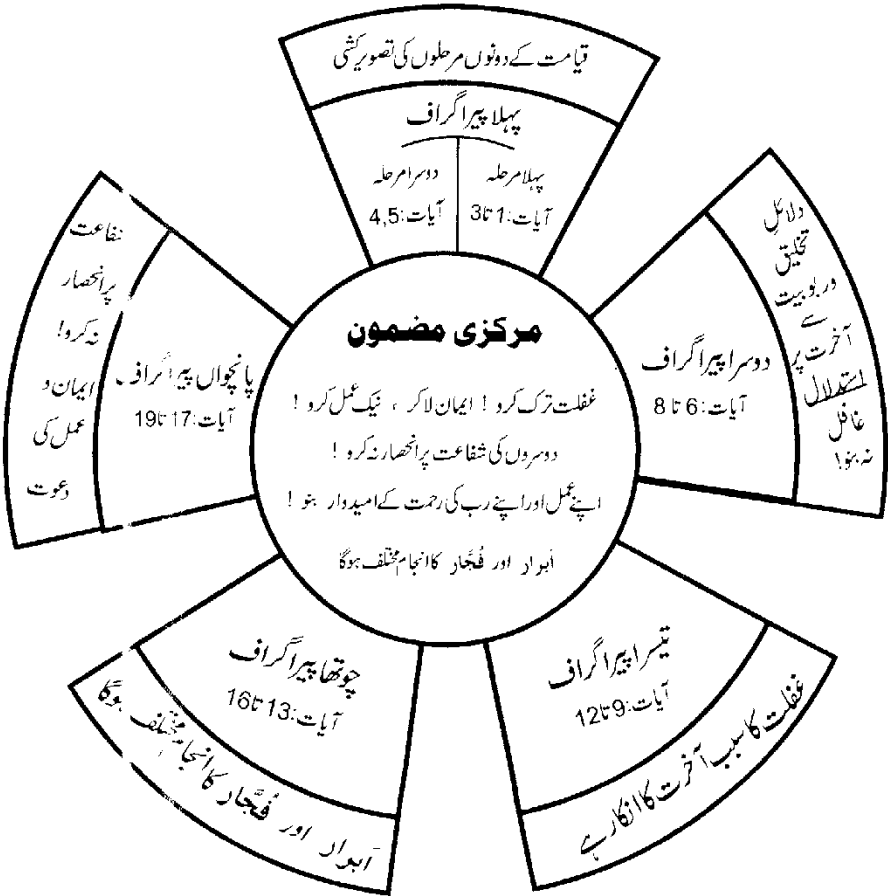 قیامت کے دونوں مرحلوں کی تصویر کشی
پہلا پیراگراف
پہلا مرحلہ
آیات: 1 تا 3
دوسرا مرحلہ
آیات: 4,5
دلائلِ
تخلیق
وربوبیت
سے
آخرت پر
استدلال
غافل
نہ بنو!
دوسرا پیراگراف
آیات: 6 تا 8
غفلت کا سبب آخرت کا انکار ہے
تیسرا پیراگراف
آیات: 9 تا 12
چوتھا پیراگراف
آیات: 13 تا 16
اَبرار اور فُجَّار کا انجام مختلف ہوگا
پانچواں پیراگراف
آیات: 17 تا 19
شفاعت
پر انحصار
نہ کرو!
ایمان و
عمل کی
دعوت
مرکزی مضمون
غفلت ترک کرو ! ایمان لا کر ، نیک عمل کرو !
دوسروں کی شفاعت پر انحصار نہ کرو !
اپنے عمل اور اپنے رب کی رحمت کے امیدوار بنو !
اَبرار اور فُجَّار کا انجام مختلف ہوگا